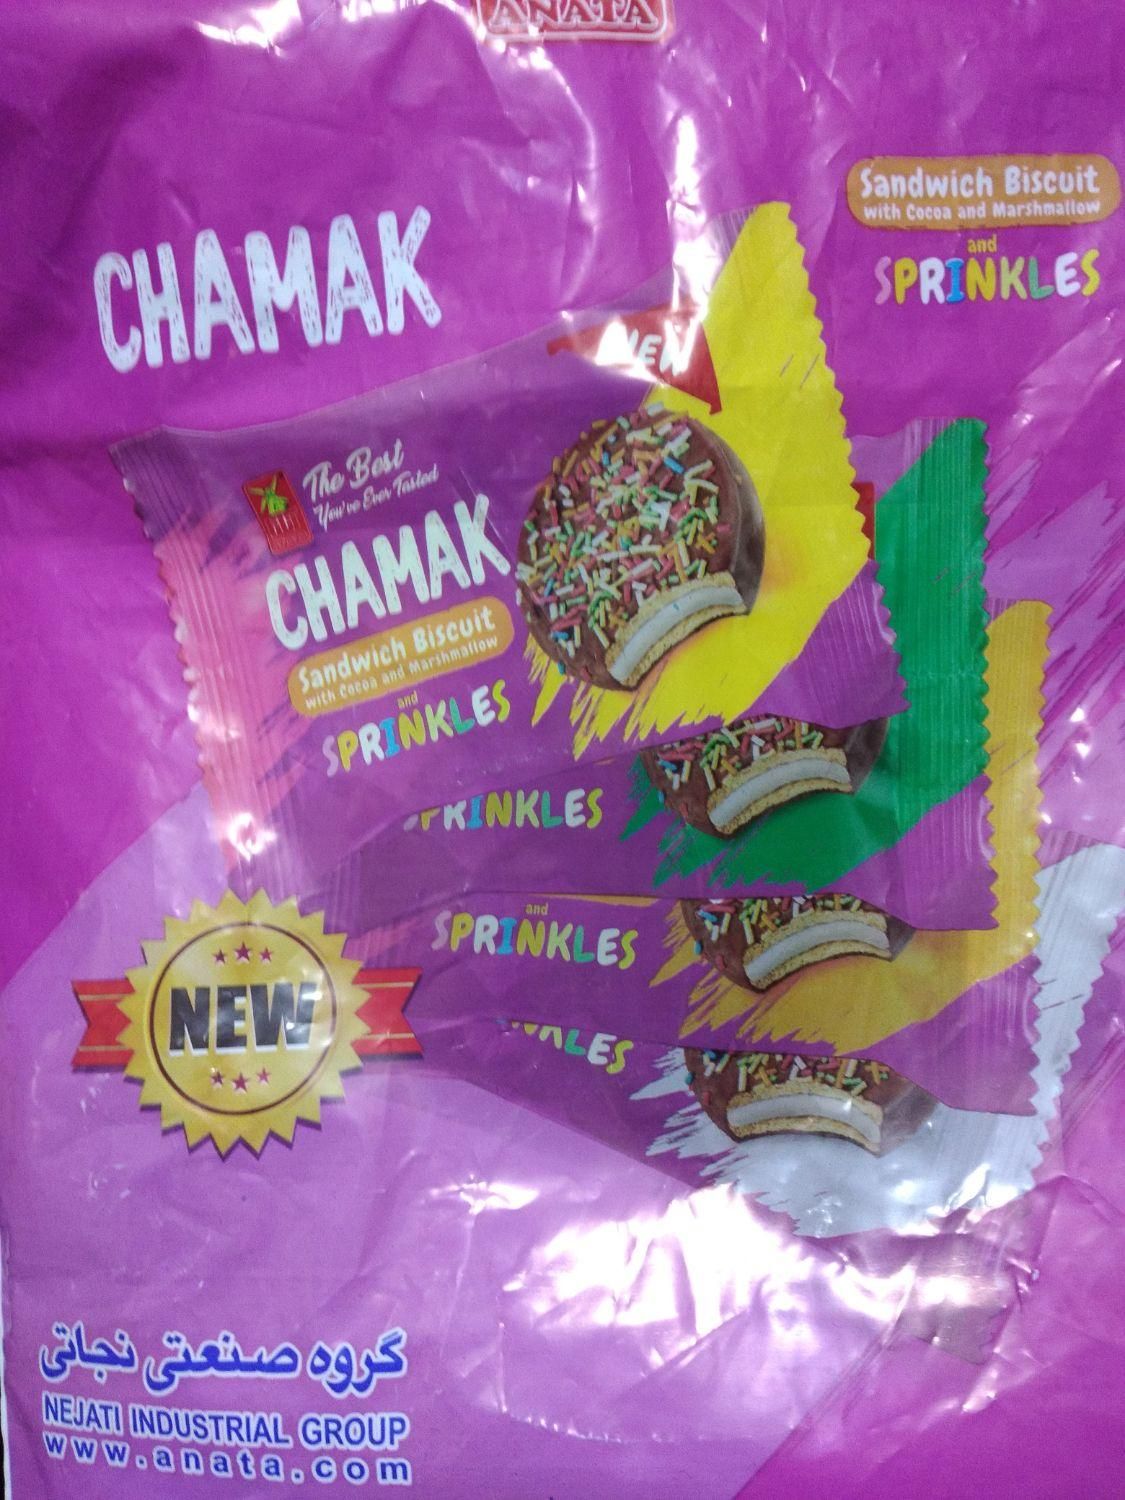 ANATA
Sandwich Biscuit
with Cocoa and Marshmallow
and
SPRINKLES
CHAMAK
NEW
The Best
You've Ever Tasted
CHAMAK
Sandwich Biscuit
with Cocoa and Marshmallow
and
SPRINKLES
SPRINKLES
and
SPRINKLES
NEW
گروه صنعتی نجاتی
NEJATI INDUSTRIAL GROUP
www.anata.com